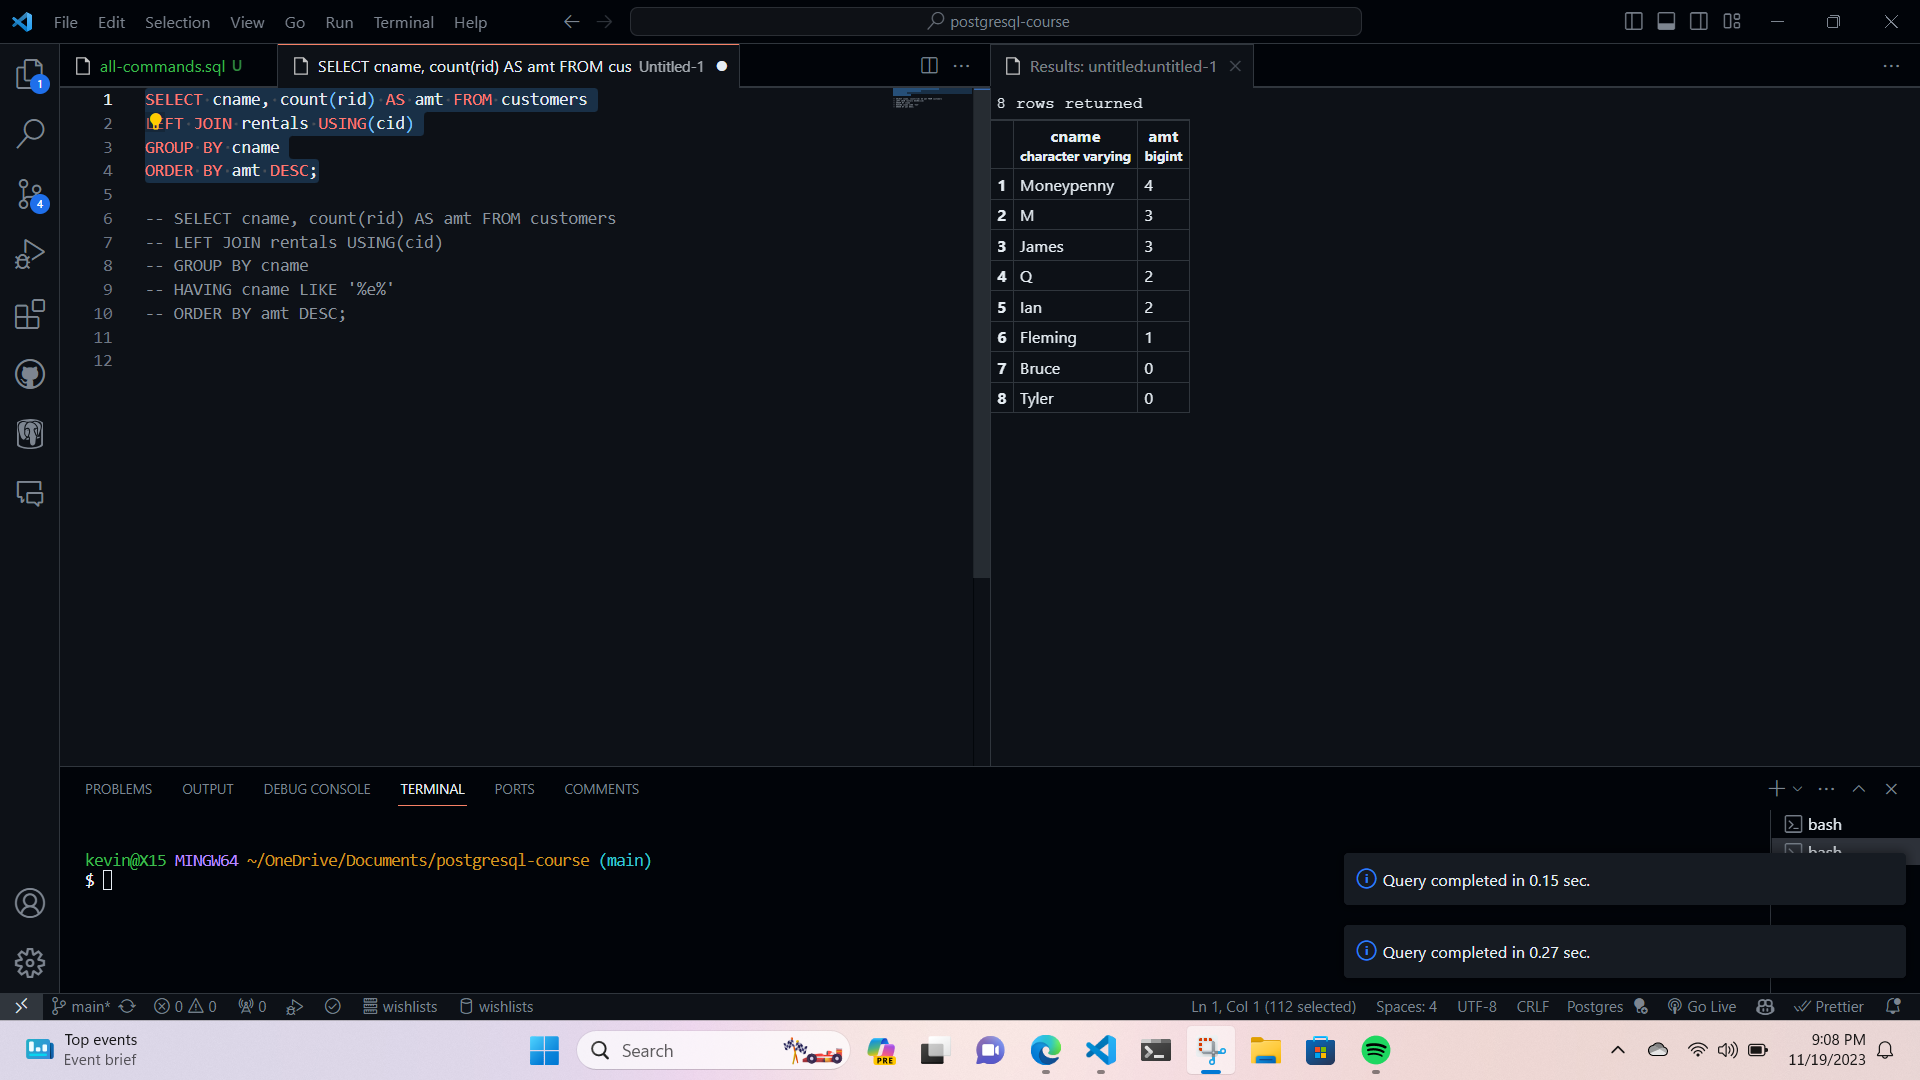 File Edit Selection View Go Run Terminal Help
postgresql-course
all-commands.sql U
SELECT cname, count(rid) AS amt FROM cus Untitled-1
Results: untitled:untitled-1
1 SELECT cname, count(rid) AS amt FROM customers
2 LEFT JOIN rentals USING(cid)
3 GROUP BY cname
4 ORDER BY amt DESC;
5
6 -- SELECT cname, count(rid) AS amt FROM customers
7 -- LEFT JOIN rentals USING(cid)
8 -- GROUP BY cname
9 -- HAVING cname LIKE '%e%'
10 -- ORDER BY amt DESC;
11
12
8 rows returned
cname amt
character varying bigint
1 Moneypenny 4
2 M 3
3 James 3
4 Q 2
5 Ian 2
6 Fleming 1
7 Bruce 0
8 Tyler 0
1
4
PROBLEMS OUTPUT DEBUG CONSOLE TERMINAL PORTS COMMENTS
kevin@X15 MINGW64 ~/OneDrive/Documents/postgresql-course (main)
$
bash
bash
Query completed in 0.15 sec.
Query completed in 0.27 sec.
main* 0 0 0 wishlists wishlists
Ln 1, Col 1 (112 selected) Spaces: 4 UTF-8 CRLF Postgres Go Live Prettier
Top events
Event brief
Search
PRE
9:08 PM
11/19/2023